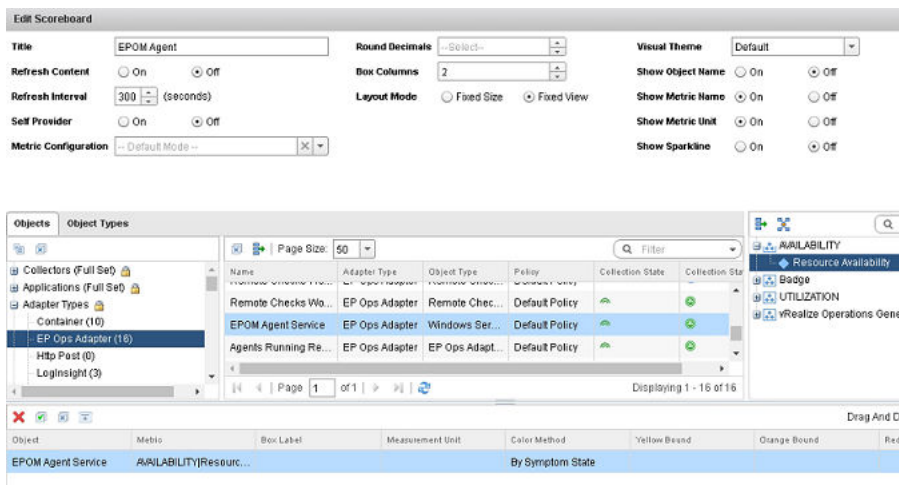 Edit Scoreboard
Title EPOM Agent Round Decimals --Select-- Visual Theme Default
Refresh Content On Off Box Columns 2 Show Object Name On Off
Refresh Interval 300 (seconds) Layout Mode Fixed Size Fixed View Show Metric Name On Off
Self Provider On Off Show Metric Unit On Off
Metric Configuration -- Default Mode -- Show Sparkline On Off
Objects Object Types
Page Size: 50 Filter
AVAILABILITY
Resource Availability
Badge
UTILIZATION
vRealize Operations Gene
Collectors (Full Set)
Applications (Full Set)
Adapter Types
Container (10)
EP Ops Adapter (16)
Http Post (0)
LogInsight (3)
Name Adapter Type Object Type Policy Collection State Collection Sta
Remote Checks Wo... EP Ops Adapter Remote Chec... Default Policy
EPOM Agent Service EP Ops Adapter Windows Ser... Default Policy
Agents Running Re... EP Ops Adapter EP Ops Adapt... Default Policy
Page 1 of 1 Displaying 1 - 16 of 16
Drag And D
Object Metric Box Label Measurement Unit Color Method Yellow Bound Orange Bound Red
EPOM Agent Service AVAILABILITY|Resourc... By Symptom State